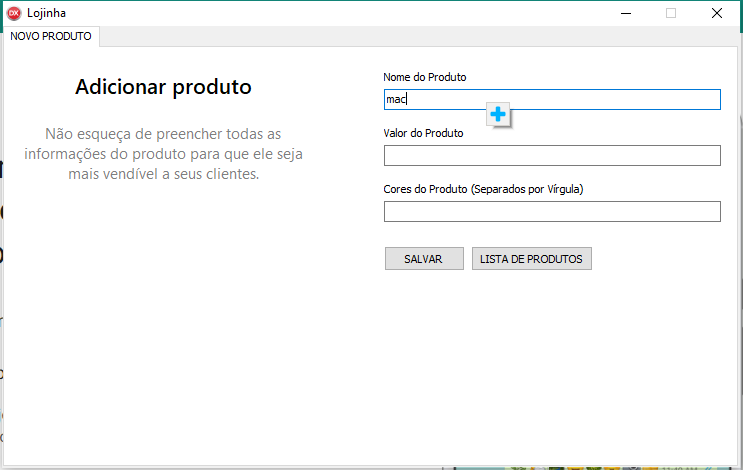 DX Lojinha
NOVO PRODUTO
Adicionar produto
Não esqueça de preencher todas as
informações do produto para que ele seja
mais vendível a seus clientes.
Nome do Produto
mac
Valor do Produto
Cores do Produto (Separados por Vírgula)
SALVAR
LISTA DE PRODUTOS